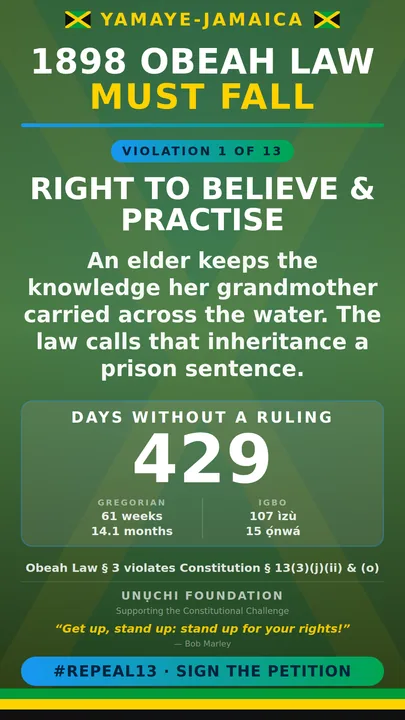 YAMAYE-JAMAICA
1898 OBEAH LAW
MUST FALL
VIOLATION 1 OF 13
RIGHT TO BELIEVE &
PRACTISE
An elder keeps the
knowledge her grandmother
carried across the water. The
law calls that inheritance a
prison sentence.
DAYS WITHOUT A RULING
429
GREGORIAN
61 weeks
14.1 months
IGBO
107 ìzù
15 ọ́nwá
Obeah Law § 3 violates Constitution § 13(3)(j)(ii) & (o)
UNỤCHI FOUNDATION
Supporting the Constitutional Challenge
“Get up, stand up: stand up for your rights!”
— Bob Marley
#REPEAL13 · SIGN THE PETITION